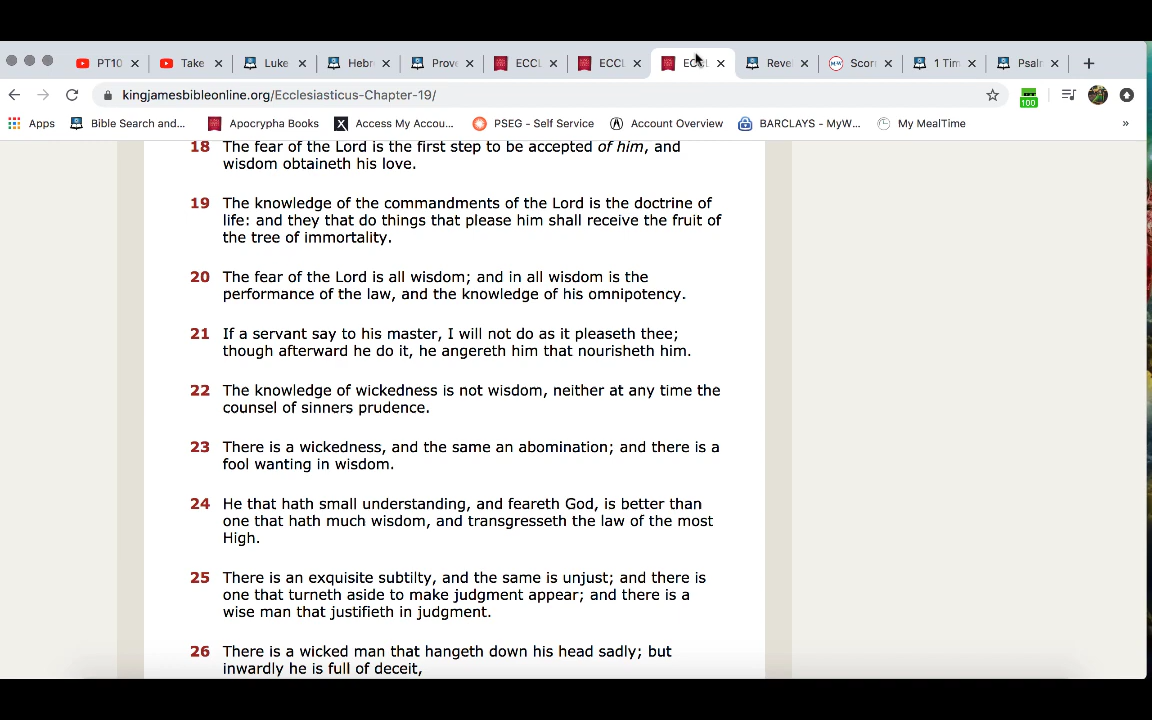 PT10
Take
Luke
Hebr
Prove
ECCL
ECCL
ECCL
Reve
Scorn
1 Tim
Psalm
kingjamesbibleonline.org/Ecclesiasticus-Chapter-19/
100
Apps
Bible Search and...
Apocrypha Books
Access My Accou...
PSEG - Self Service
Account Overview
BARCLAYS - MyW...
My MealTime
»
18 The fear of the Lord is the first step to be accepted of him, and
wisdom obtaineth his love.
19 The knowledge of the commandments of the Lord is the doctrine of
life: and they that do things that please him shall receive the fruit of
the tree of immortality.
20 The fear of the Lord is all wisdom; and in all wisdom is the
performance of the law, and the knowledge of his omnipotency.
21 If a servant say to his master, I will not do as it pleaseth thee;
though afterward he do it, he angereth him that nourisheth him.
22 The knowledge of wickedness is not wisdom, neither at any time the
counsel of sinners prudence.
23 There is a wickedness, and the same an abomination; and there is a
fool wanting in wisdom.
24 He that hath small understanding, and feareth God, is better than
one that hath much wisdom, and transgresseth the law of the most
High.
25 There is an exquisite subtilty, and the same is unjust; and there is
one that turneth aside to make judgment appear; and there is a
wise man that justifieth in judgment.
26 There is a wicked man that hangeth down his head sadly; but
inwardly he is full of deceit,